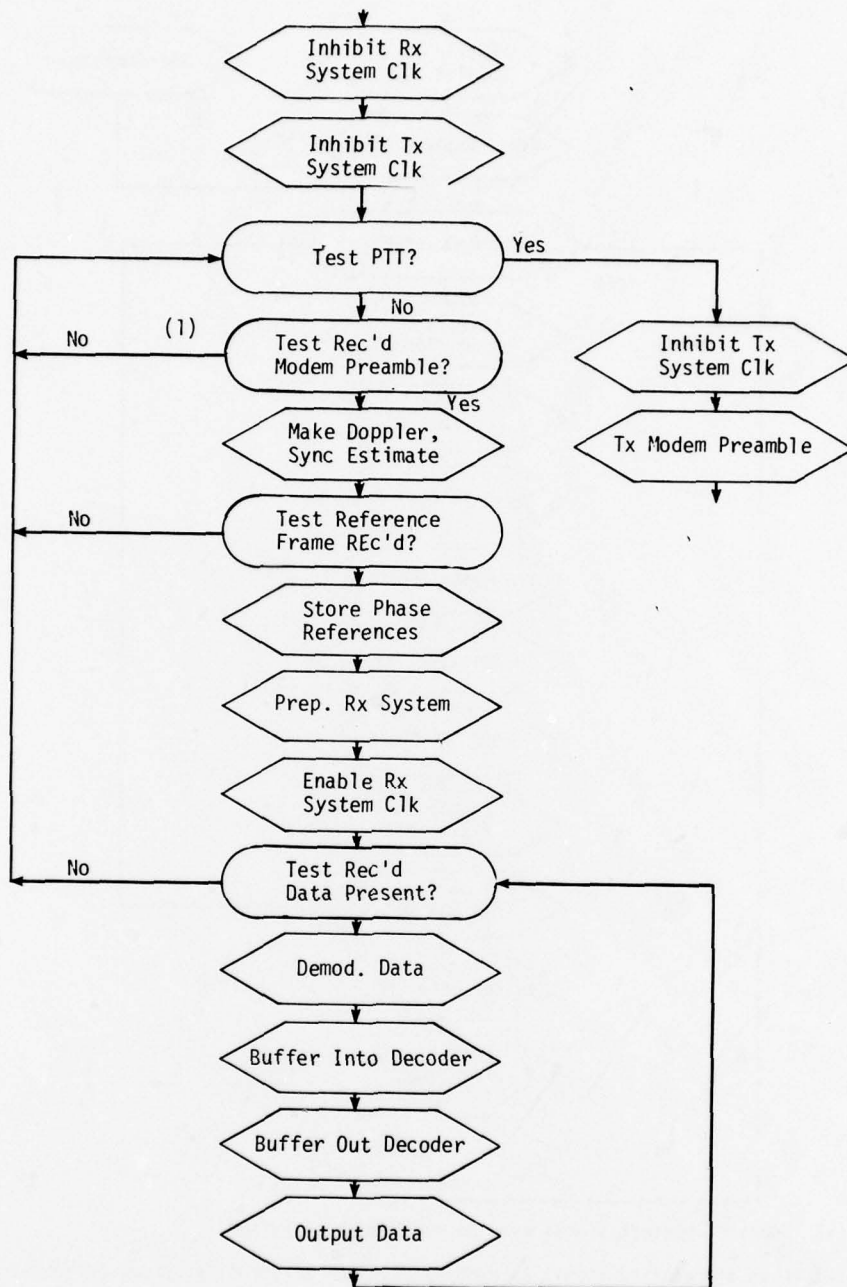 Inhibit Rx
System Clk
Inhibit Tx
System Clk
Test PTT?
Yes
No
No
(1)
Test Rec'd
Modem Preamble?
Inhibit Tx
System Clk
Yes
Make Doppler,
Sync Estimate
Tx Modem Preamble
No
Test Reference
Frame REc'd?
Store Phase
References
Prep. Rx System
Enable Rx
System Clk
No
Test Rec'd
Data Present?
Demod. Data
Buffer Into Decoder
Buffer Out Decoder
Output Data